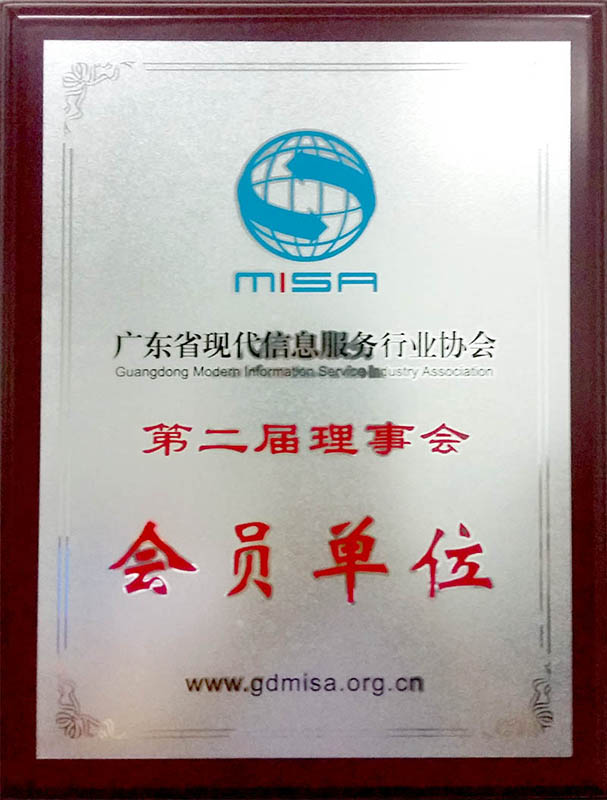 MISA
广东省现代信息服务行业协会
Guangdong Modern Information Service Industry Association
第二届理事会
会员单位
www.gdmisa.org.cn